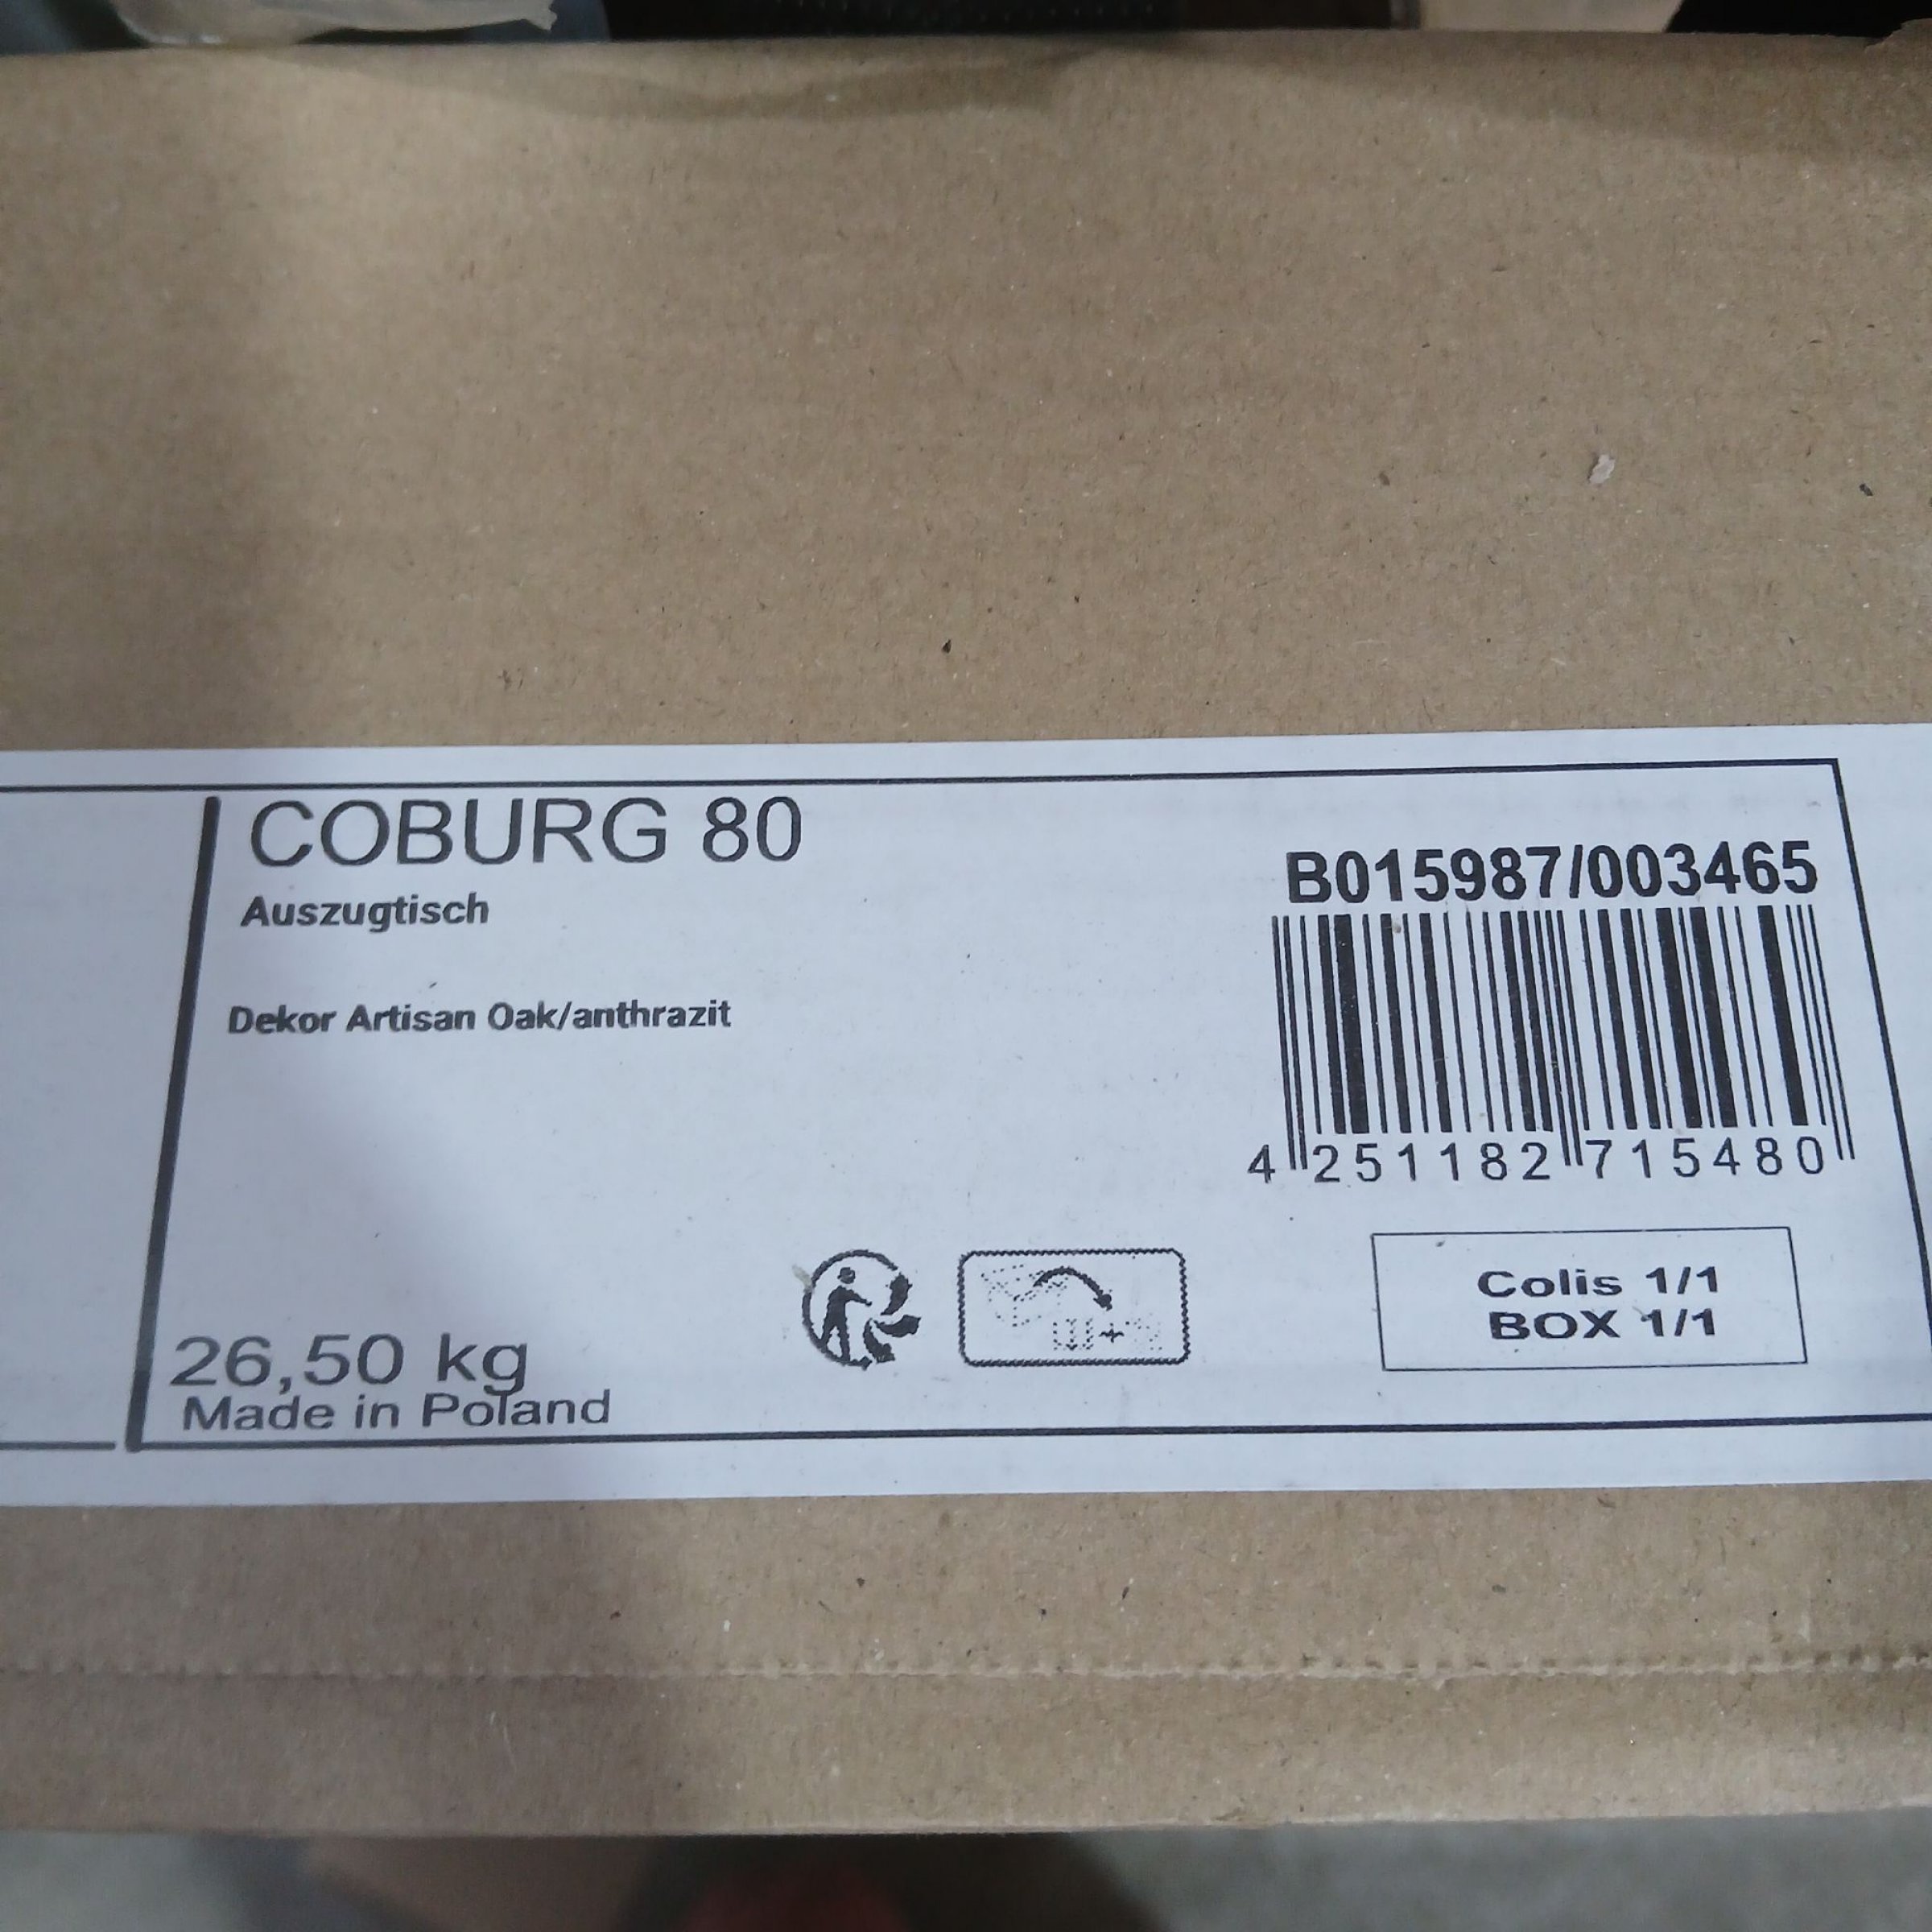 COBURG 80
Auszugtisch
Dekor Artisan Oak/anthrazit
26,50 kg
Made in Poland
B015987/003465
4 251182 715480
Colis 1/1
BOX 1/1